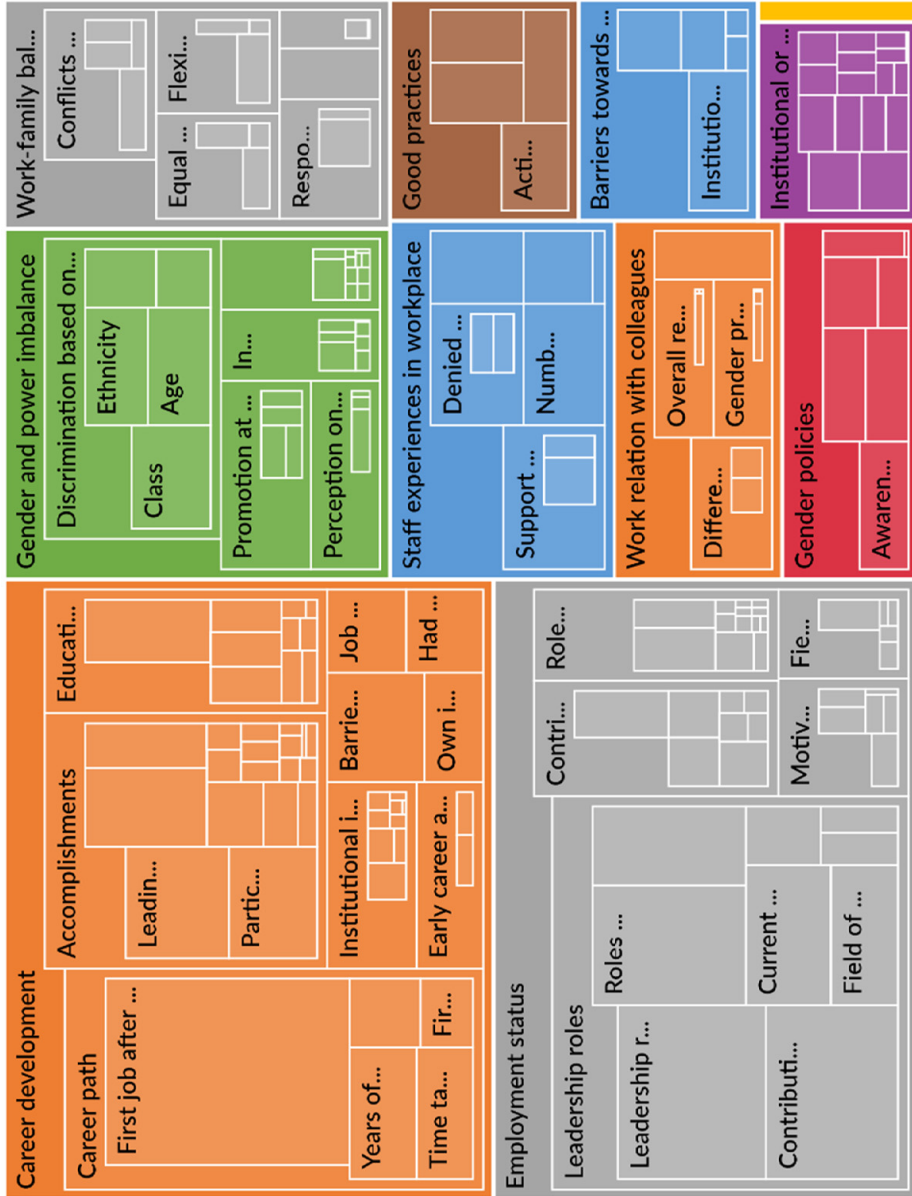 Career development
Career path
First job after ...
Years of...
Time ta...
Fir...
Accomplishments
Leadin...
Partic...
Educati...
Institutional i...
Early career a...
Barrie...
Own i...
Job ...
Had ...
Employment status
Leadership roles
Leadership r...
Contributi...
Roles ...
Current ...
Field of ...
Contri...
Role...
Motiv...
Fie...
Gender and power imbalance
Discrimination based on...
Class
Ethnicity
Age
Promotion at ...
Perception on...
In...
Staff experiences in workplace
Support ...
Denied ...
Numb...
Work relation with colleagues
Differe...
Overall re...
Gender pr...
Gender policies
Awaren...
Work-family bal...
Conflicts ...
Equal ...
Flexi...
Respo...
Good practices
Acti...
Barriers towards ...
Institutio...
Institutional or ...